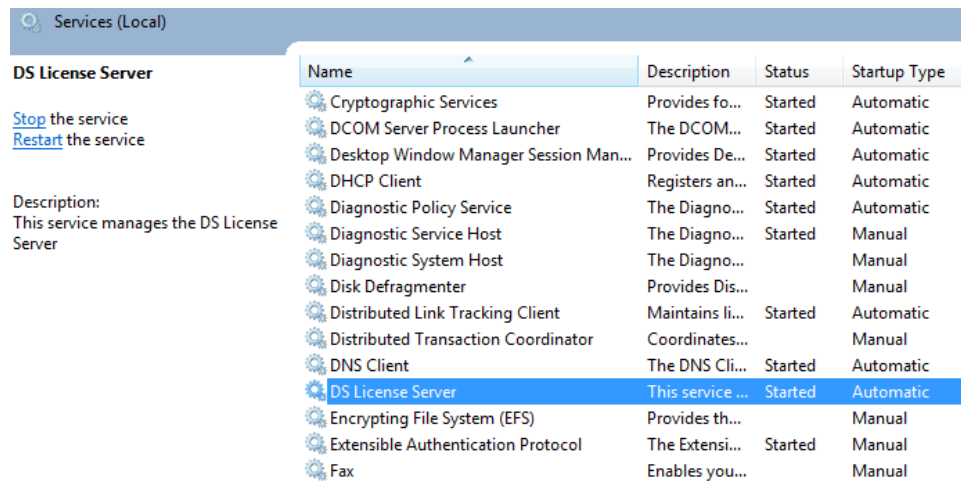 Services (Local)
DS License Server
Stop the service
Restart the service
Description:
This service manages the DS License
Server
Name Description Status Startup Type
Cryptographic Services Provides fo... Started Automatic
DCOM Server Process Launcher The DCOM... Started Automatic
Desktop Window Manager Session Man... Provides De... Started Automatic
DHCP Client Registers an... Started Automatic
Diagnostic Policy Service The Diagno... Started Automatic
Diagnostic Service Host The Diagno... Started Manual
Diagnostic System Host The Diagno... Manual
Disk Defragmenter Provides Dis... Manual
Distributed Link Tracking Client Maintains li... Started Automatic
Distributed Transaction Coordinator Coordinates... Manual
DNS Client The DNS Cli... Started Automatic
DS License Server This service ... Started Automatic
Encrypting File System (EFS) Provides th... Manual
Extensible Authentication Protocol The Extensi... Started Manual
Fax Enables you... Manual